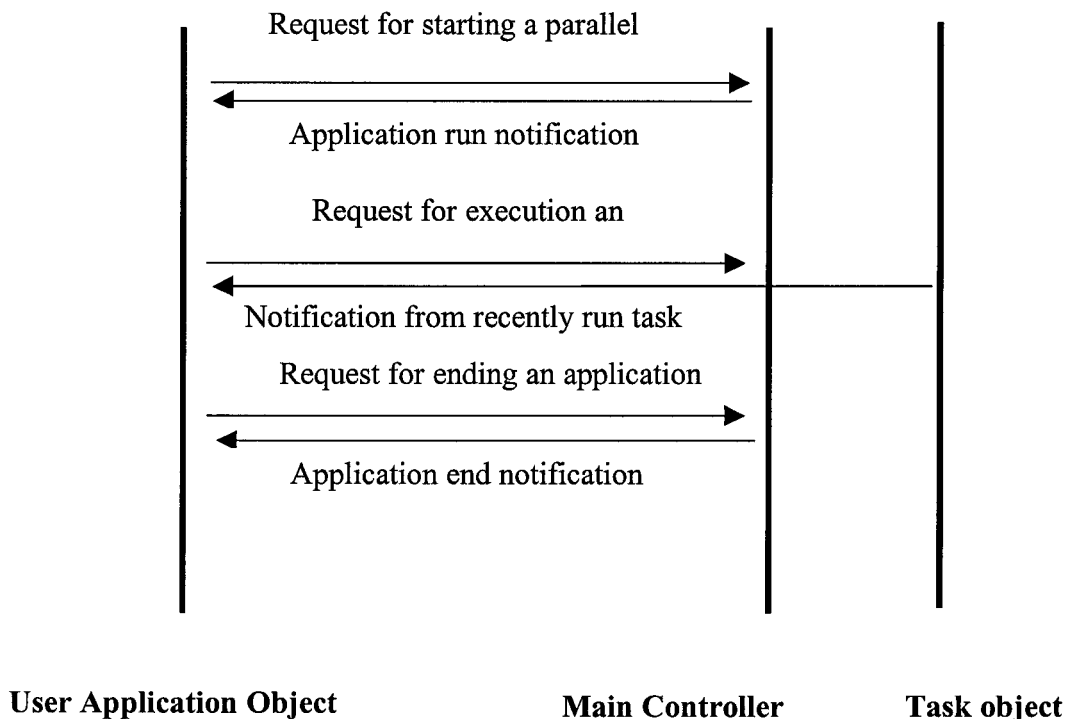 Request for starting a parallel
Application run notification
Request for execution an
Notification from recently run task
Request for ending an application
Application end notification
User Application Object
Main Controller
Task object